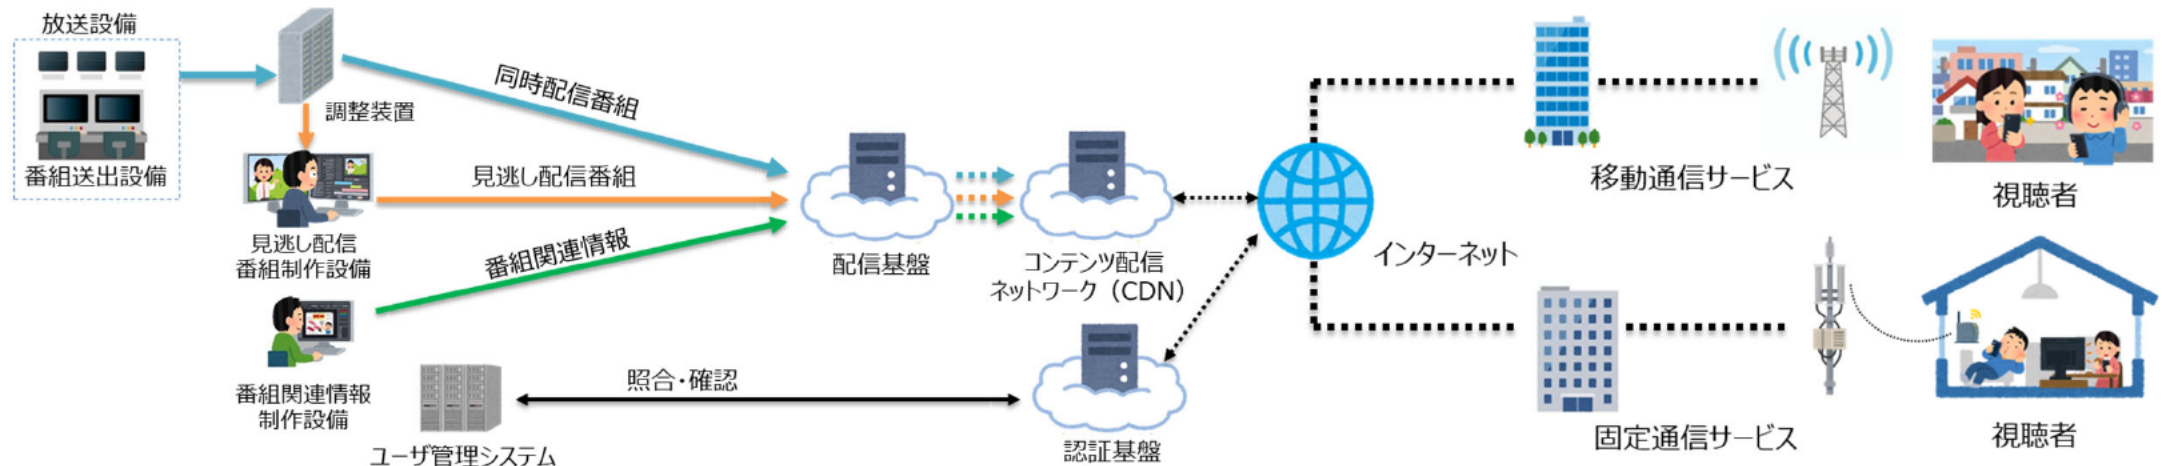 放送設備
番組送出設備
調整装置
同時配信番組
見逃し配信番組
見逃し配信
番組制作設備
番組関連情報
番組関連情報
制作設備
ユーザ管理システム
照合・確認
配信基盤
コンテンツ配信
ネットワーク（CDN）
認証基盤
インターネット
移動通信サービス
視聴者
固定通信サービス
視聴者